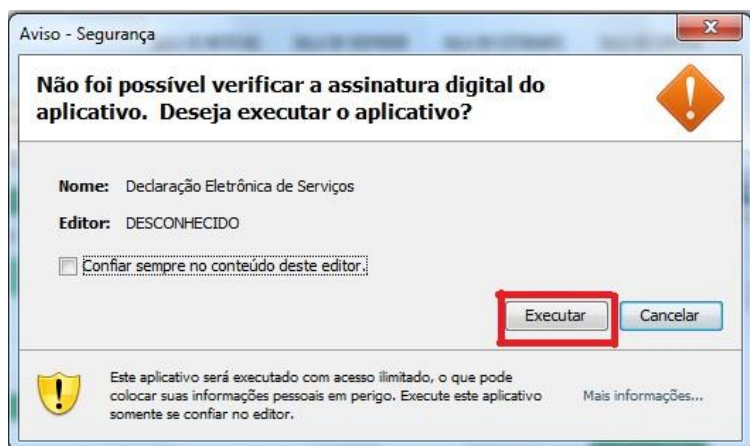 Aviso - Segurança
Não foi possível verificar a assinatura digital do
aplicativo. Deseja executar o aplicativo?
Nome: Declaração Eletrônica de Serviços
Editor: DESCONHECIDO
Confiar sempre no conteúdo deste editor.
Executar Cancelar
Este aplicativo será executado com acesso ilimitado, o que pode
colocar suas informações pessoais em perigo. Execute este aplicativo
somente se confiar no editor.
Mais informações...